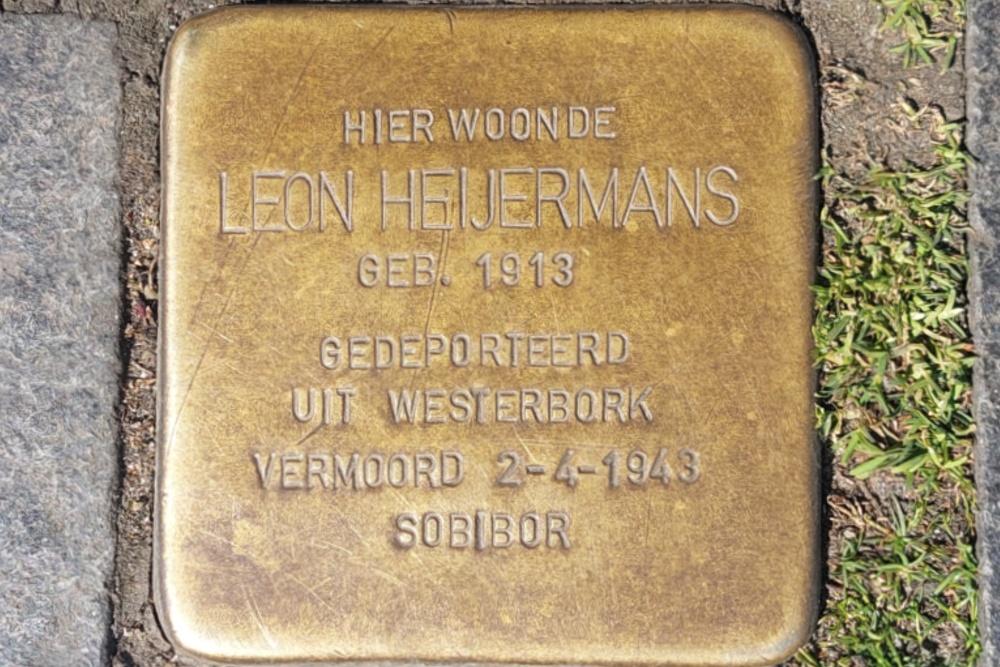 HIER WOONDE
LEON HEIJERMANS
GEB. 1913
GEDEPORTEERD
UIT WESTERBORK
VERMOORD 2-4-1943
SOBIBOR